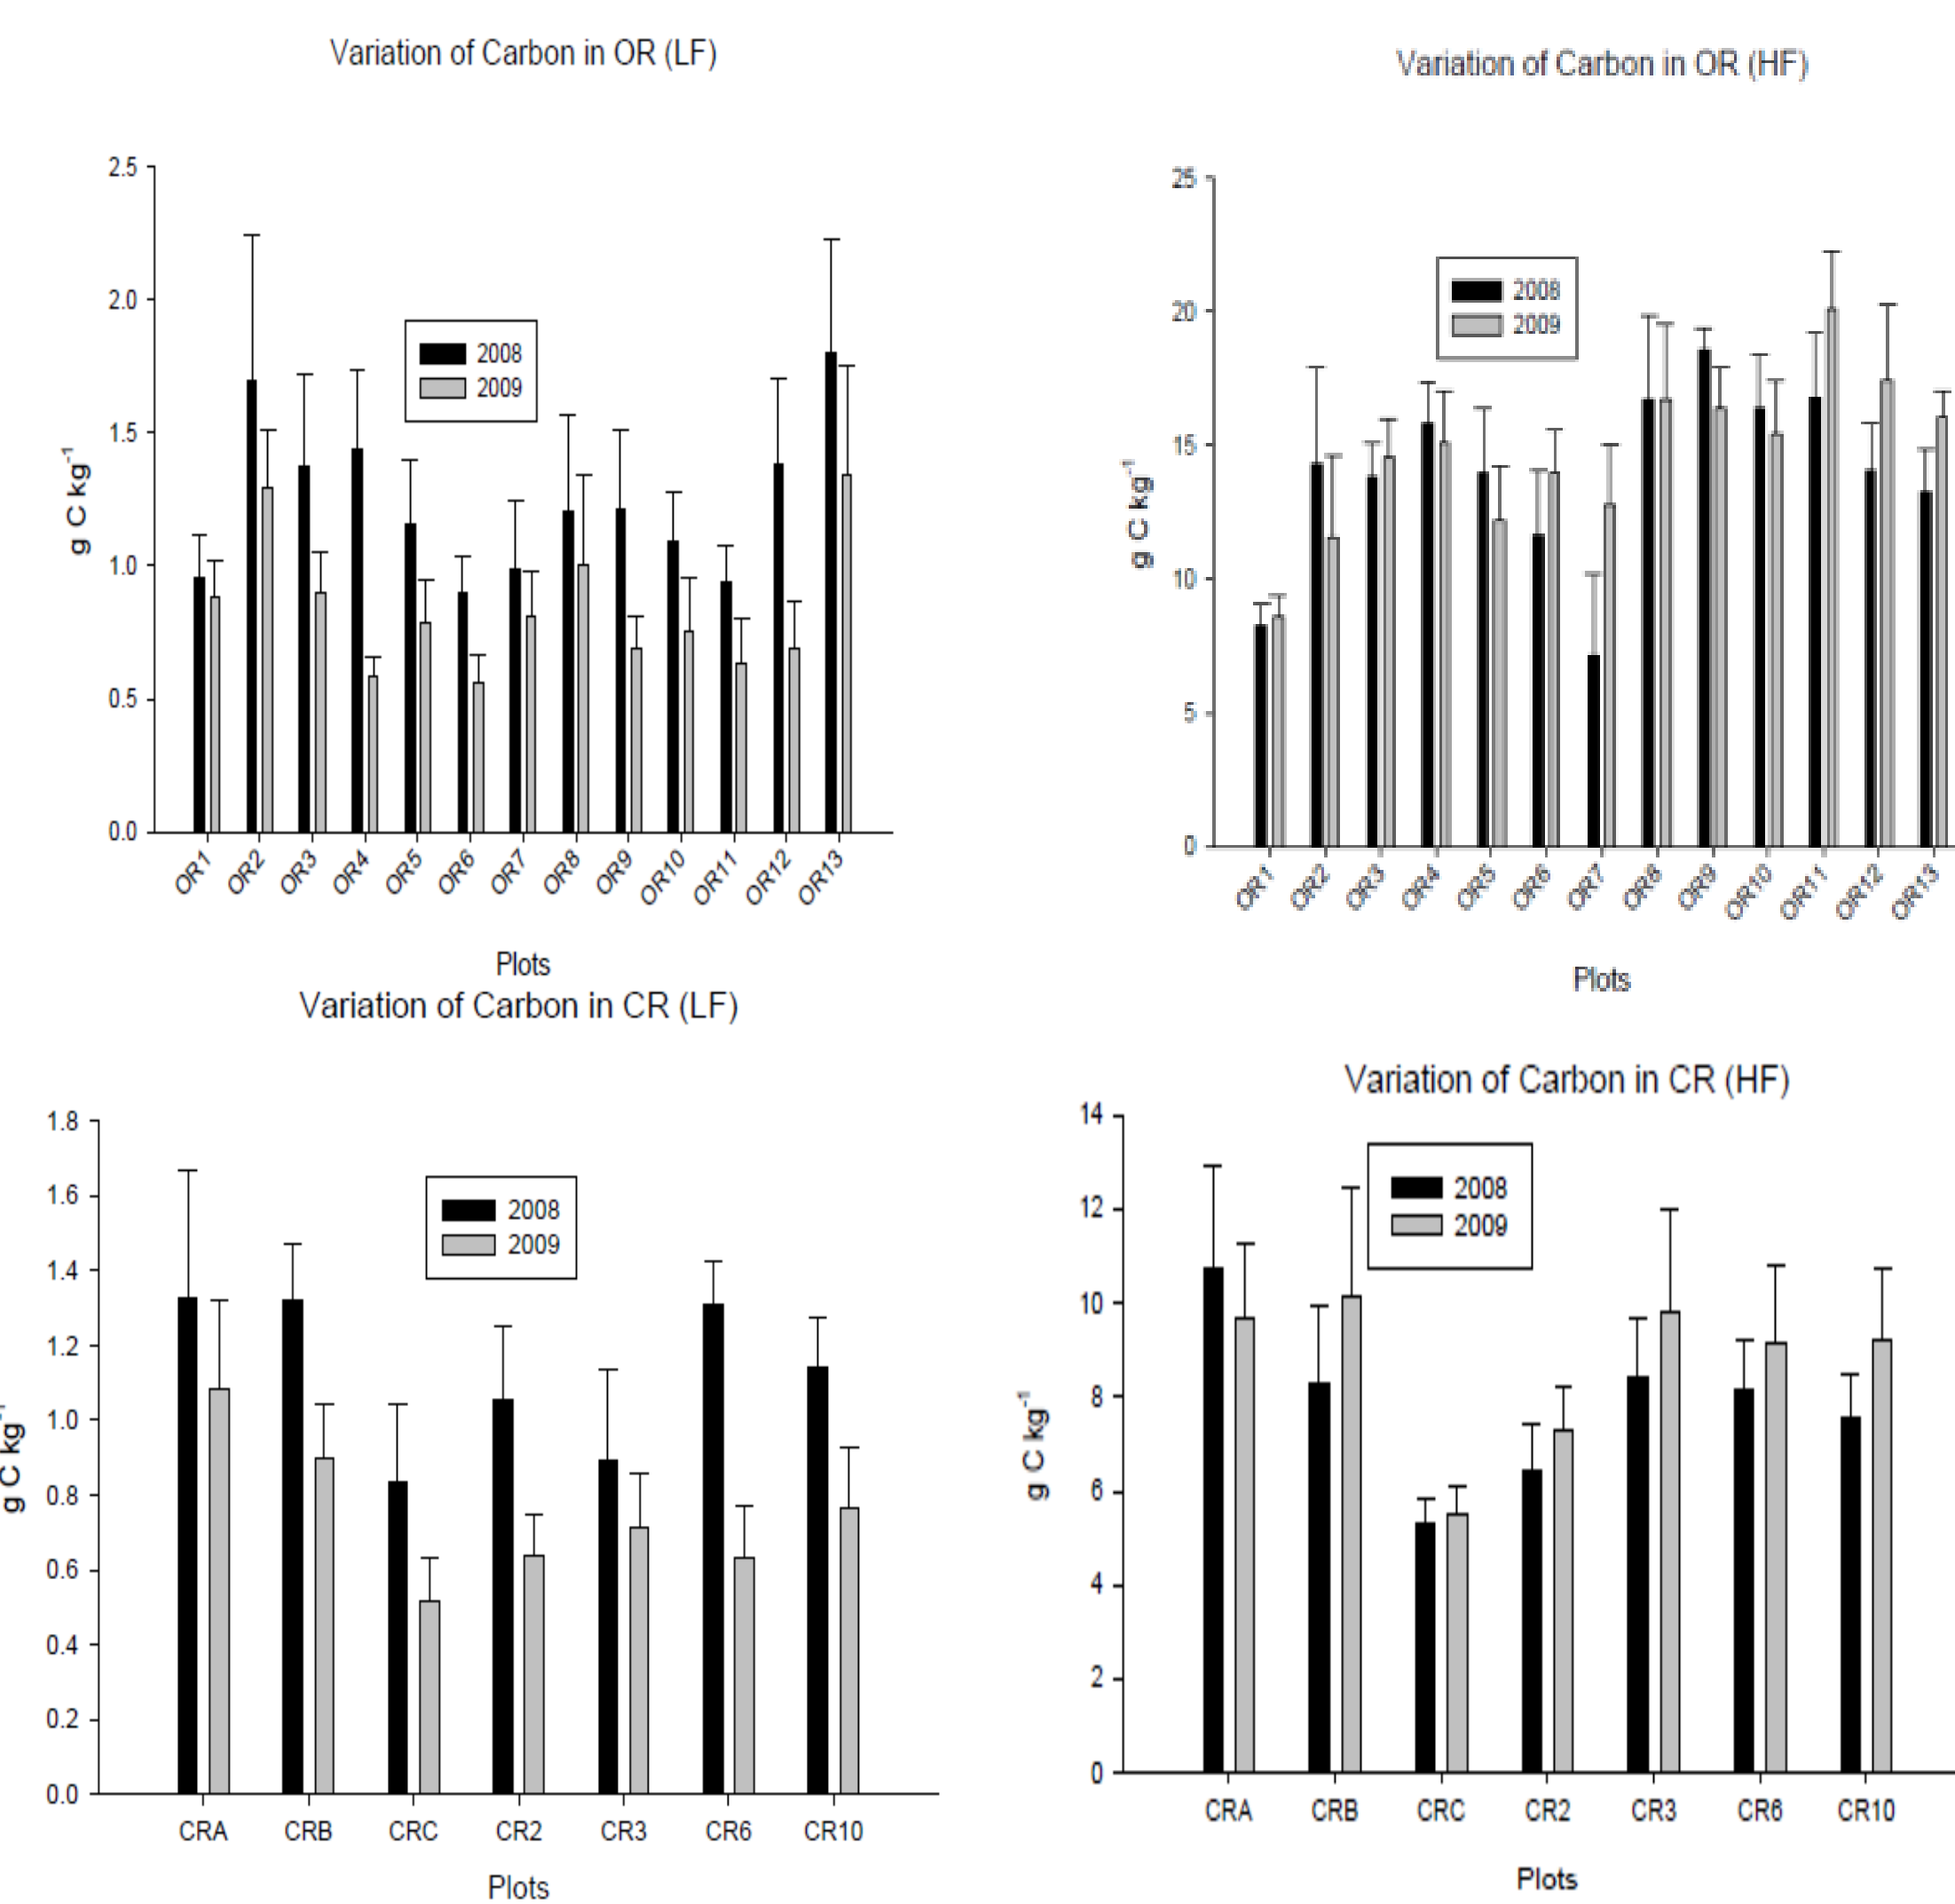 Variation of Carbon in OR (LF)
2.5
2.0
1.5
1.0
0.5
0.0
g C kg-1
2008
2009
OR1 OR2 OR3 OR4 OR5 OR6 OR7 OR8 OR9 OR10 OR11 OR12 OR13
Plots
Variation of Carbon in OR (HF)
25
20
15
10
5
0
g C kg-1
2008
2009
OR1 OR2 OR3 OR4 OR5 OR6 OR7 OR8 OR9 OR10 OR11 OR12 OR13
Plots
Variation of Carbon in CR (LF)
1.8
1.6
1.4
1.2
1.0
0.8
0.6
0.4
0.2
0.0
g C kg-1
2008
2009
CRA CRB CRC CR2 CR3 CR6 CR10
Plots
Variation of Carbon in CR (HF)
14
12
10
8
6
4
2
0
g C kg-1
2008
2009
CRA CRB CRC CR2 CR3 CR6 CR10
Plots